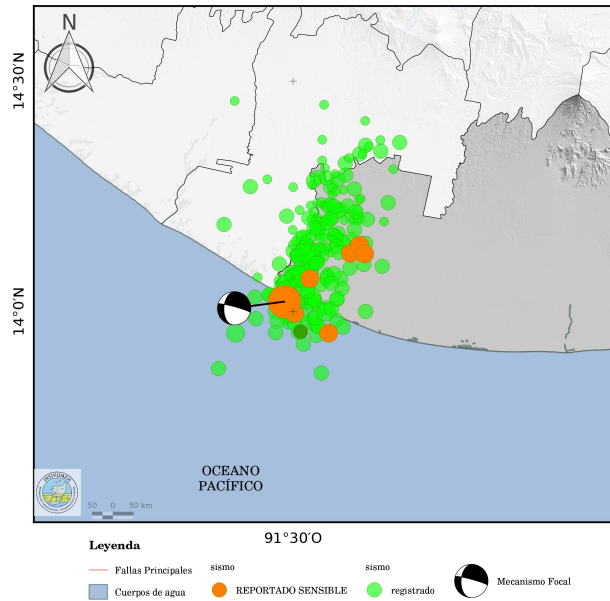 N
14°30′N
14°0′N
INSIVUMEH
OCEANO
PACÍFICO
50 0 50 km
91°30′O
Leyenda
Fallas Principales
Cuerpos de agua
sismo
REPORTADO SENSIBLE
sismo
registrado
Mecanismo Focal